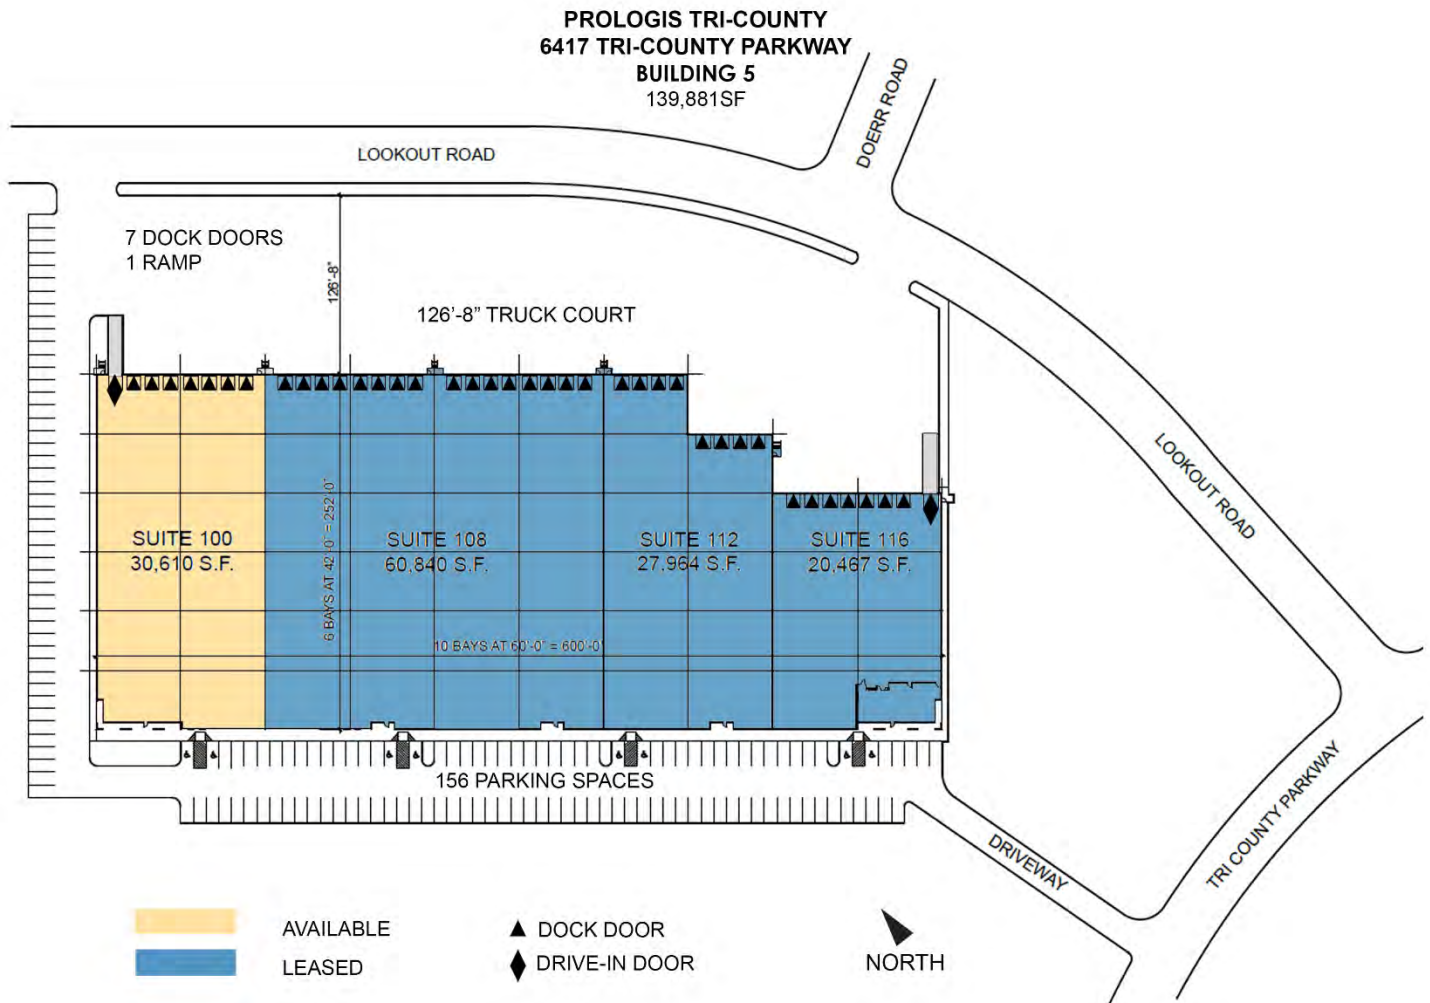 PROLOGIS TRI-COUNTY
6417 TRI-COUNTY PARKWAY
BUILDING 5
139,881SF
DOERR ROAD
LOOKOUT ROAD
7 DOCK DOORS
1 RAMP
126'-8"
126'-8" TRUCK COURT
LOOKOUT ROAD
SUITE 100
30,610 S.F.
6 BAYS AT 42'-0" = 252'-0"
SUITE 108
60,840 S.F.
SUITE 112
27,964 S.F.
SUITE 116
20,467 S.F.
10 BAYS AT 60'-0" = 600'-0"
156 PARKING SPACES
TRI COUNTY PARKWAY
DRIVEWAY
AVAILABLE
LEASED
DOCK DOOR
DRIVE-IN DOOR
NORTH